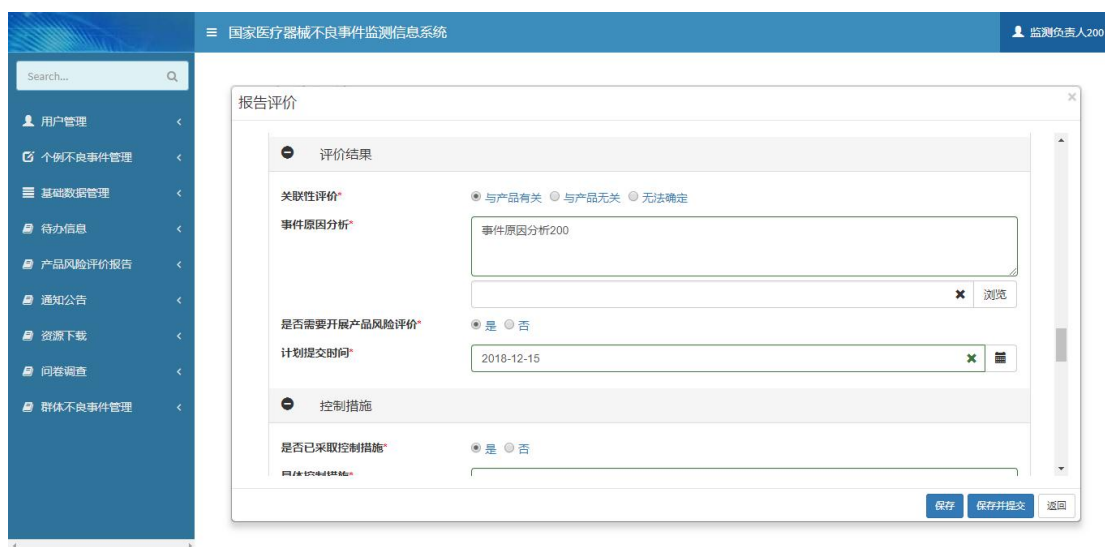 国家医疗器械不良事件监测信息系统
监测负责人200
Search...
用户管理
个例不良事件管理
基础数据管理
待办信息
产品风险评价报告
通知公告
资源下载
问卷调查
群体不良事件管理
报告评价
评价结果
关联性评价* 与产品有关 与产品无关 无法确定
事件原因分析* 事件原因分析200
浏览
是否需要开展产品风险评价* 是 否
计划提交时间* 2018-12-15
控制措施
是否已采取控制措施* 是 否
具体控制措施*
保存 保存并提交 返回